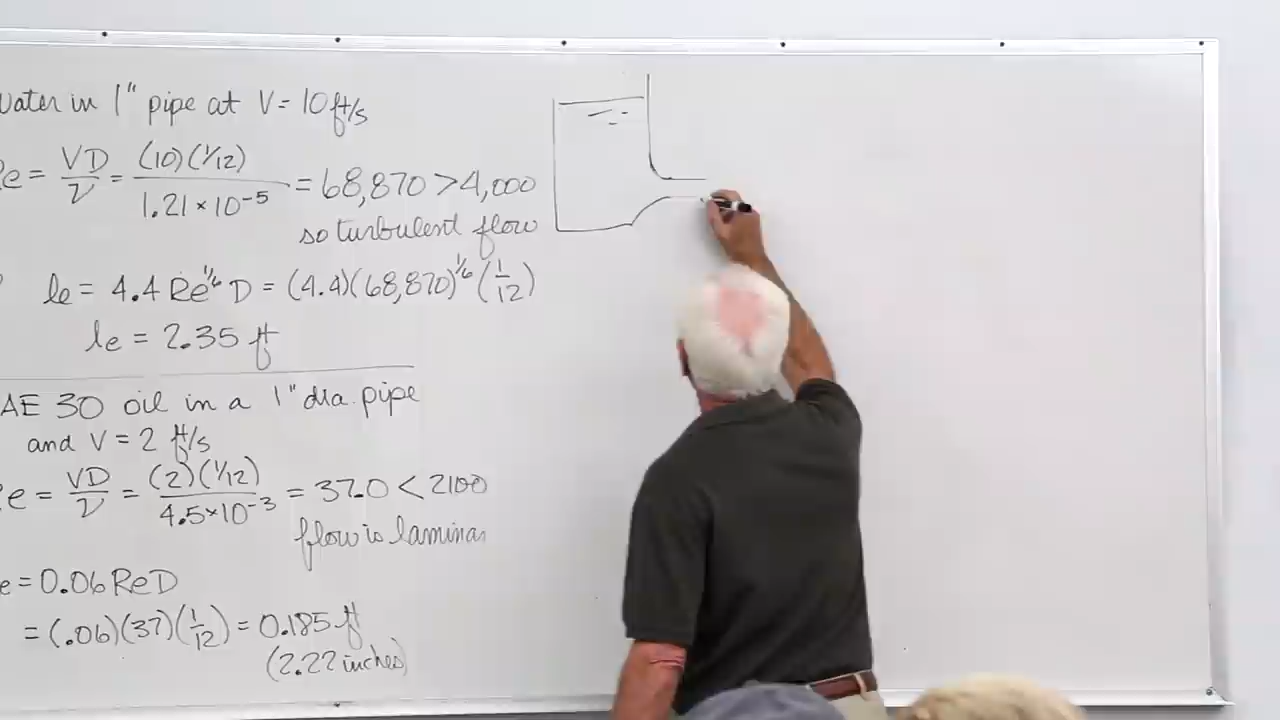 Water in 1" pipe at V = 10 ft/s
Re = VD/ν = (10)(1/12) / 1.21 × 10^-5 = 68,870 > 4,000
so turbulent flow
le = 4.4 Re^1/6 D = (4.4)(68,870)^1/6 (1/12)
le = 2.35 ft
AE 30 oil in a 1" dia. pipe
and V = 2 ft/s
Re = VD/ν = (2)(1/12) / 4.5×10^-3 = 37.0 < 2100
flow is laminar
e = 0.06 Re D
= (.06)(37)(1/12) = 0.185 ft
(2.22 inches)